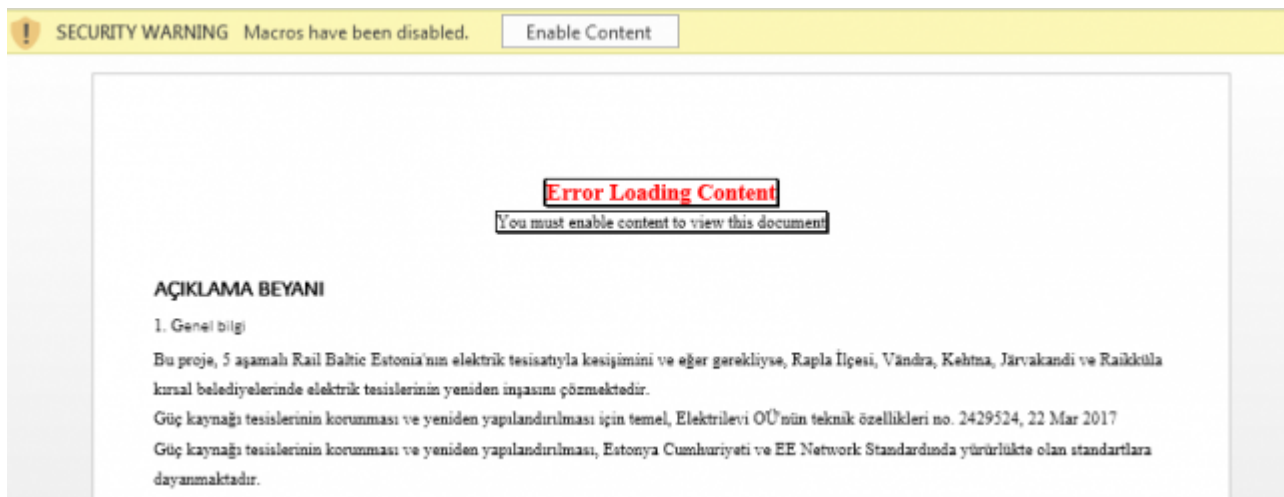 SECURITY WARNING Macros have been disabled. Enable Content
Error Loading Content
You must enable content to view this document
AÇIKLAMA BEYANI
1. Genel bilgi
Bu proje, 5 aşamalı Rail Baltic Estonia'nın elektrik tesisatıyla kesişimini ve eğer gerekliyse, Rapla İlçesi, Vändra, Kehtna, Järvakandi ve Raikküla
kırsal belediyelerinde elektrik tesislerinin yeniden inşasını çözmektedir.
Güç kaynağı tesislerinin korunması ve yeniden yapılandırılması için temel, Elektrilevi OÜ'nün teknik özellikleri no. 2429524, 22 Mar 2017
Güç kaynağı tesislerinin korunması ve yeniden yapılandırılması, Estonya Cumhuriyeti ve EE Network Standardında yürürlükte olan standartlara
dayanmaktadır.